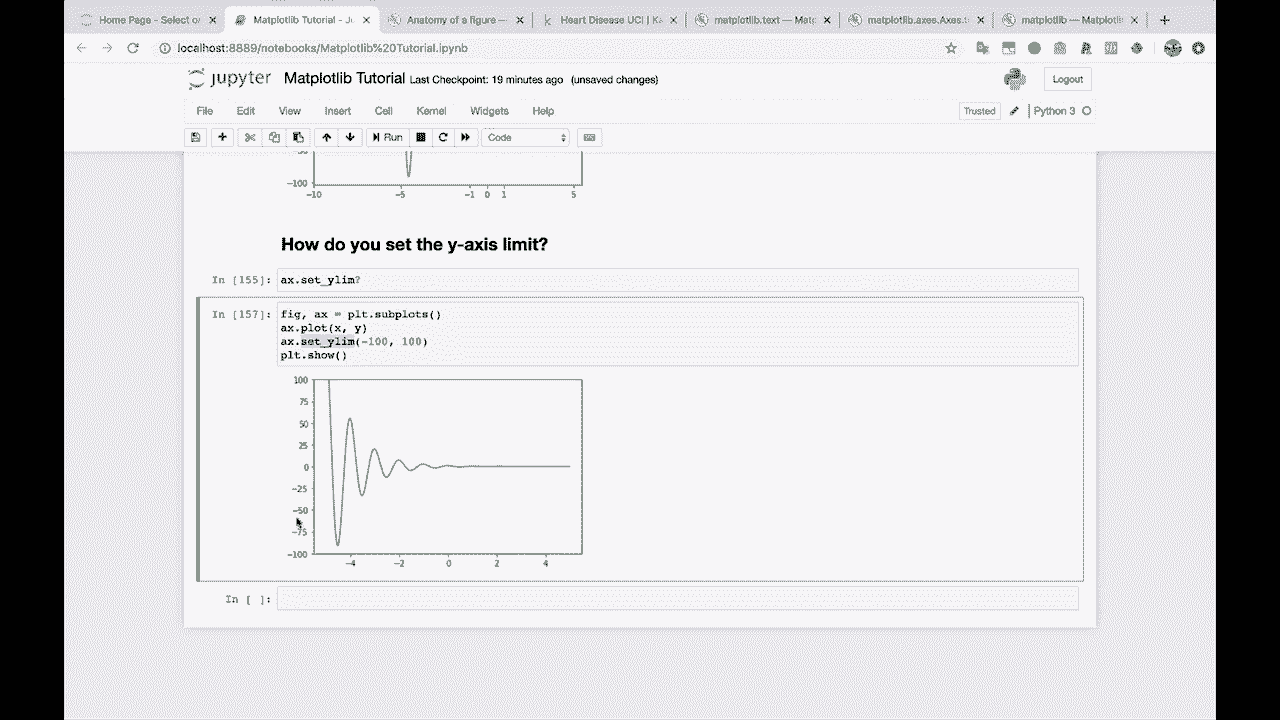 Home Page - Select o
Matplotlib Tutorial - Ju
Anatomy of a figure —
Heart Disease UCI | Ka
matplotlib.text — Mat
matplotlib.axes.Axes.
matplotlib — Matplotli
localhost:8889/notebooks/Matplotlib%20Tutorial.ipynb
jupyter Matplotlib Tutorial Last Checkpoint: 19 minutes ago (unsaved changes)
Logout
File Edit View Insert Cell Kernel Widgets Help
Trusted Python 3
Run Code
−100
−10 −5 −1 0 1 5
How do you set the y-axis limit?
In [155]: ax.set_ylim?
In [157]: fig, ax = plt.subplots()
ax.plot(x, y)
ax.set_ylim(-100, 100)
plt.show()
100
75
50
25
0
−25
−50
−75
−100
−4 −2 0 2 4
In [ ]: